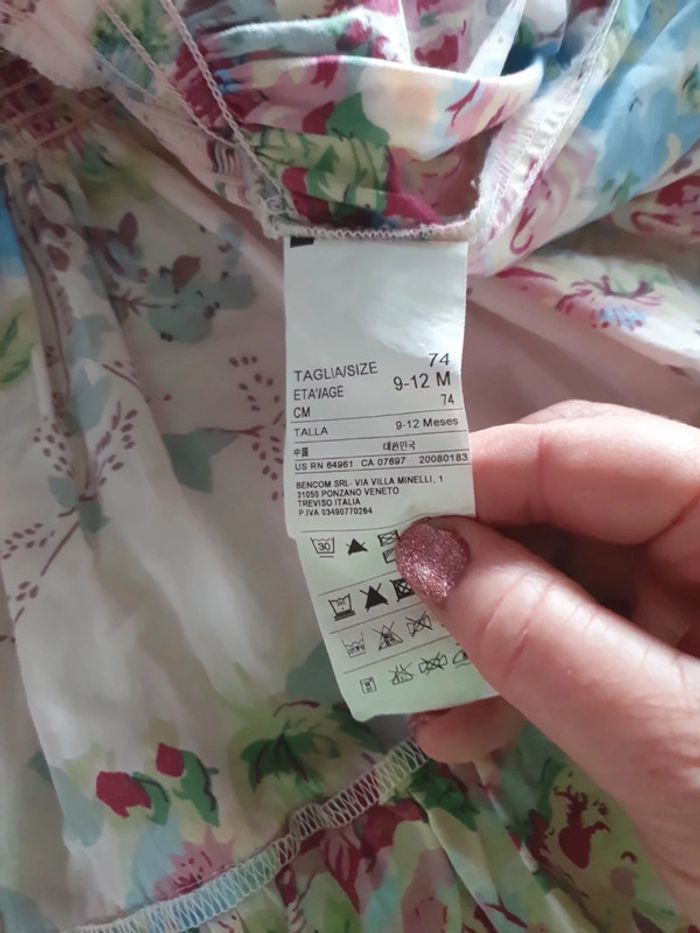 TAGLIA/SIZE 74
ETA'/AGE 9-12 M
CM 74
TALLA 9-12 Meses
中國 대한민국
US RN 64961 CA 07697 20080183
BENCOM SRL- VIA VILLA MINELLI, 1
31050 PONZANO VENETO
TREVISO ITALIA
P.IVA 03490770264
30